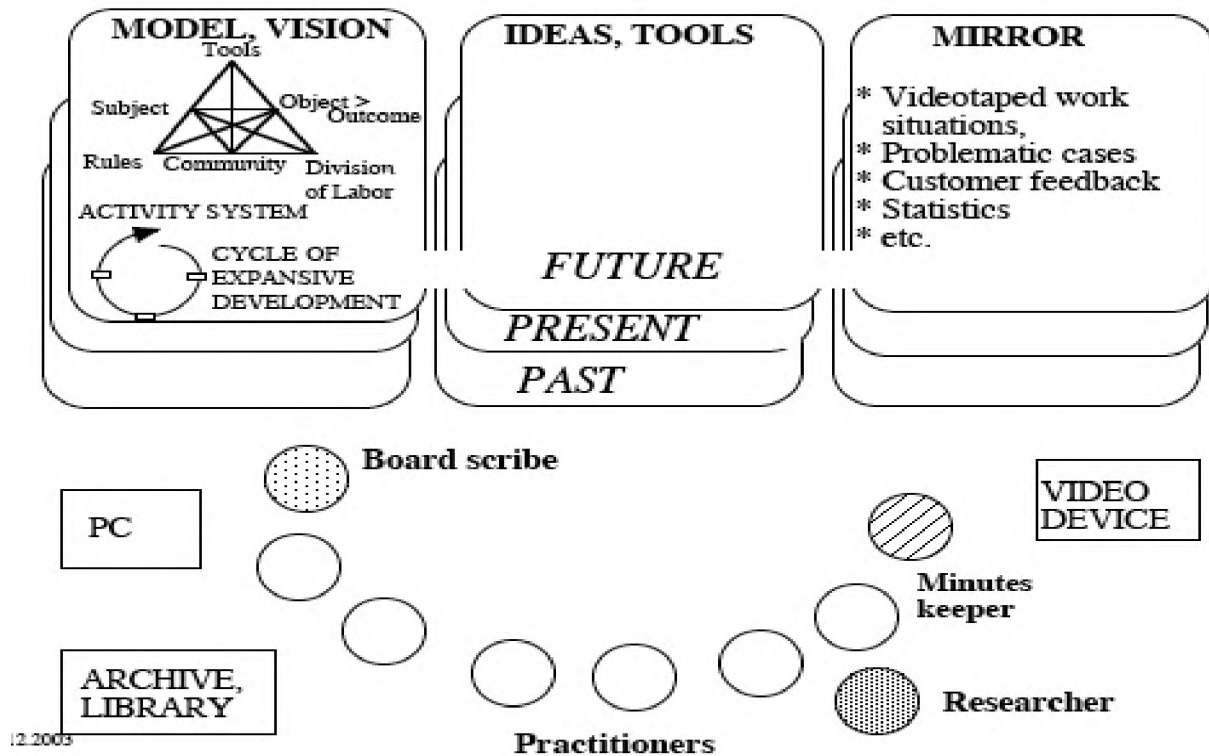 MODEL, VISION
Tools
Subject
Object >
Outcome
Rules
Community
Division
of Labor
ACTIVITY SYSTEM
CYCLE OF
EXPANSIVE
DEVELOPMENT
IDEAS, TOOLS
FUTURE
PRESENT
PAST
MIRROR
* Videotaped work
situations,
* Problematic cases
* Customer feedback
* Statistics
* etc.
Board scribe
PC
VIDEO
DEVICE
Minutes
keeper
ARCHIVE,
LIBRARY
Researcher
12.2003
Practitioners